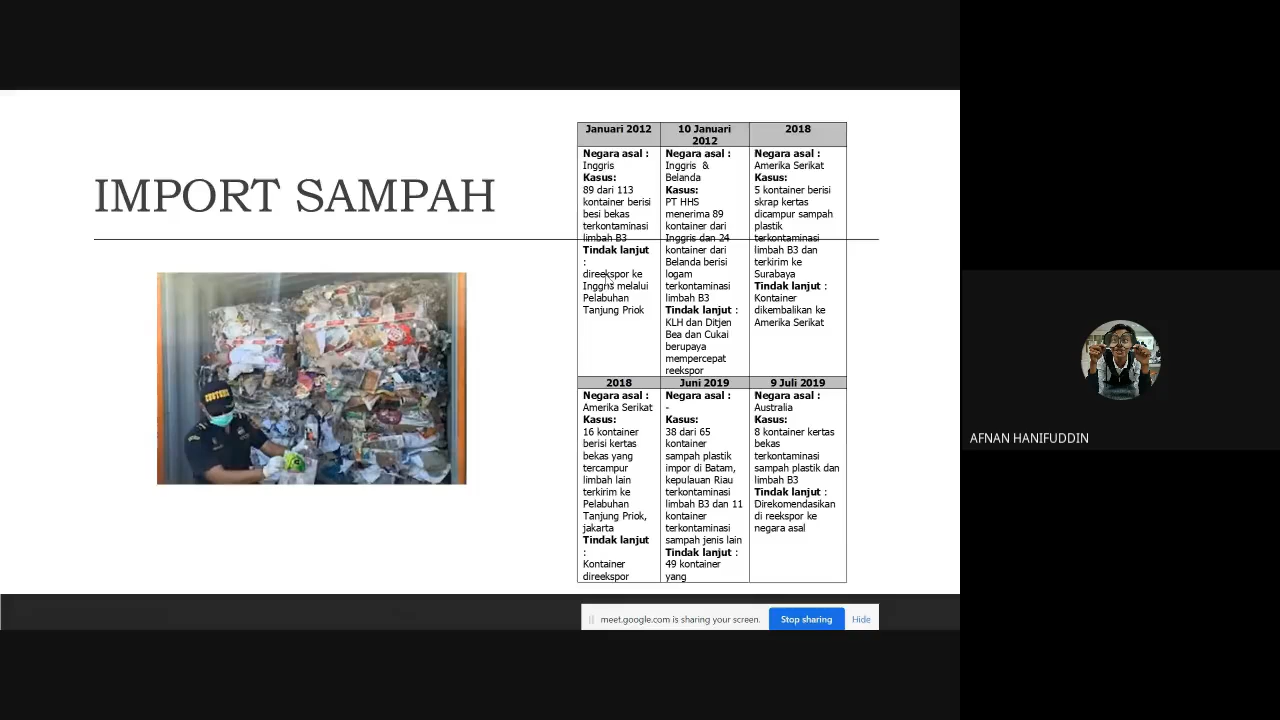 IMPORT SAMPAH
Januari 2012
Negara asal :
Inggris
Kasus:
89 dari 113
kontainer berisi
besi bekas
terkontaminasi
limbah B3
Tindak lanjut
:
direekspor ke
Inggris melalui
Pelabuhan
Tanjung Priok
10 Januari
2012
Negara asal :
Inggris &
Belanda
Kasus:
PT HHS
menerima 89
kontainer dari
Inggris dan 24
kontainer dari
Belanda berisi
logam
terkontaminasi
limbah B3
Tindak lanjut :
KLH dan Ditjen
Bea dan Cukai
berupaya
mempercepat
reekspor
2018
Negara asal :
Amerika Serikat
Kasus:
5 kontainer berisi
skrap kertas
dicampur sampah
plastik
terkontaminasi
limbah B3 dan
terkirim ke
Surabaya
Tindak lanjut :
Kontainer
dikembalikan ke
Amerika Serikat
2018
Negara asal :
Amerika Serikat
Kasus:
16 kontainer
berisi kertas
bekas yang
tercampur
limbah lain
terkirim ke
Pelabuhan
Tanjung Priok,
jakarta
Tindak lanjut
:
Kontainer
direekspor
Juni 2019
Negara asal :
-
Kasus:
38 dari 65
kontainer
sampah plastik
impor di Batam,
kepulauan Riau
terkontaminasi
limbah B3 dan 11
kontainer
terkontaminasi
sampah jenis lain
Tindak lanjut :
49 kontainer
yang
9 Juli 2019
Negara asal :
Australia
Kasus:
8 kontainer kertas
bekas
terkontaminasi
sampah plastik dan
limbah B3
Tindak lanjut :
Direkomendasikan
di reekspor ke
negara asal
CUSTOMS
AFNAN HANIFUDDIN
meet.google.com is sharing your screen.
Stop sharing
Hide